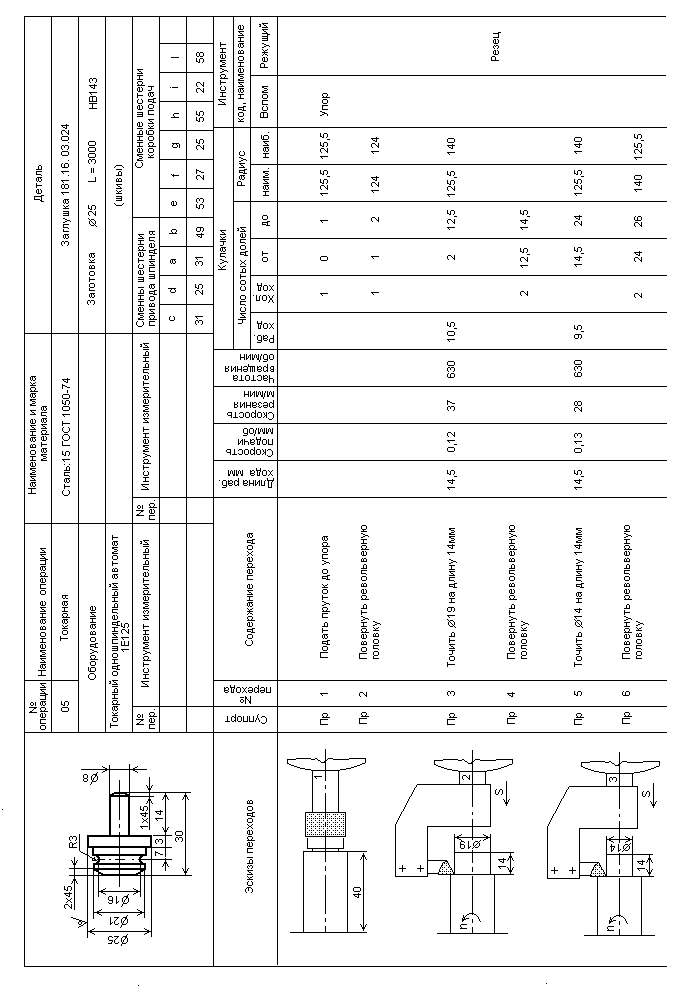 № операции
Наименование операции
Наименование и марка материала
Деталь
05
Токарная
Сталь:15 ГОСТ 1050-74
Заглушка 181.16. 03.024
Оборудование
Заготовка ⌀25 L = 3000 НВ143
Токарный одношпиндельный автомат 1Е125
(шкивы)
№ пер.
Инструмент измерительный
№ пер.
Инструмент измерительный
Сменны шестерни привода шпинделя
Сменные шестерни коробки подач
c d a b e f g h i l
31 25 31 49 53 27 25 55 22 58
2x45
R3
7 3
1x45
14
30
⌀8
⌀16
⌀21
⌀25
Эскизы переходов
Суппорт
№ перехода
Содержание перехода
Длина раб. хода мм
Скорость подачи мм/об
Скорость резания м/мин
Частота вращения об/мин
Кулачки
Число сотых долей
Раб. ход
Хол. ход
от
до
Радиус
наим.
наиб.
Инструмент
код, наименование
Вспом
Режущий
Пр 1 Подать пруток до упора 1 0 1 125,5 125,5 Упор
Пр 2 Повернуть револьверную головку 1 1 2 124 124
Пр 3 Точить ⌀19 на длину 14мм 14,5 0,12 37 630 10,5 2 12,5 125,5 140 Резец
Пр 4 Повернуть револьверную головку 2 12,5 14,5
Пр 5 Точить ⌀14 на длину 14мм 14,5 0,13 28 630 9,5 14,5 24 125,5 140
Пр 6 Повернуть револьверную головку 2 24 26 140 125,5
40
1
n
⌀19
14
2
S
n
⌀14
14
3
S